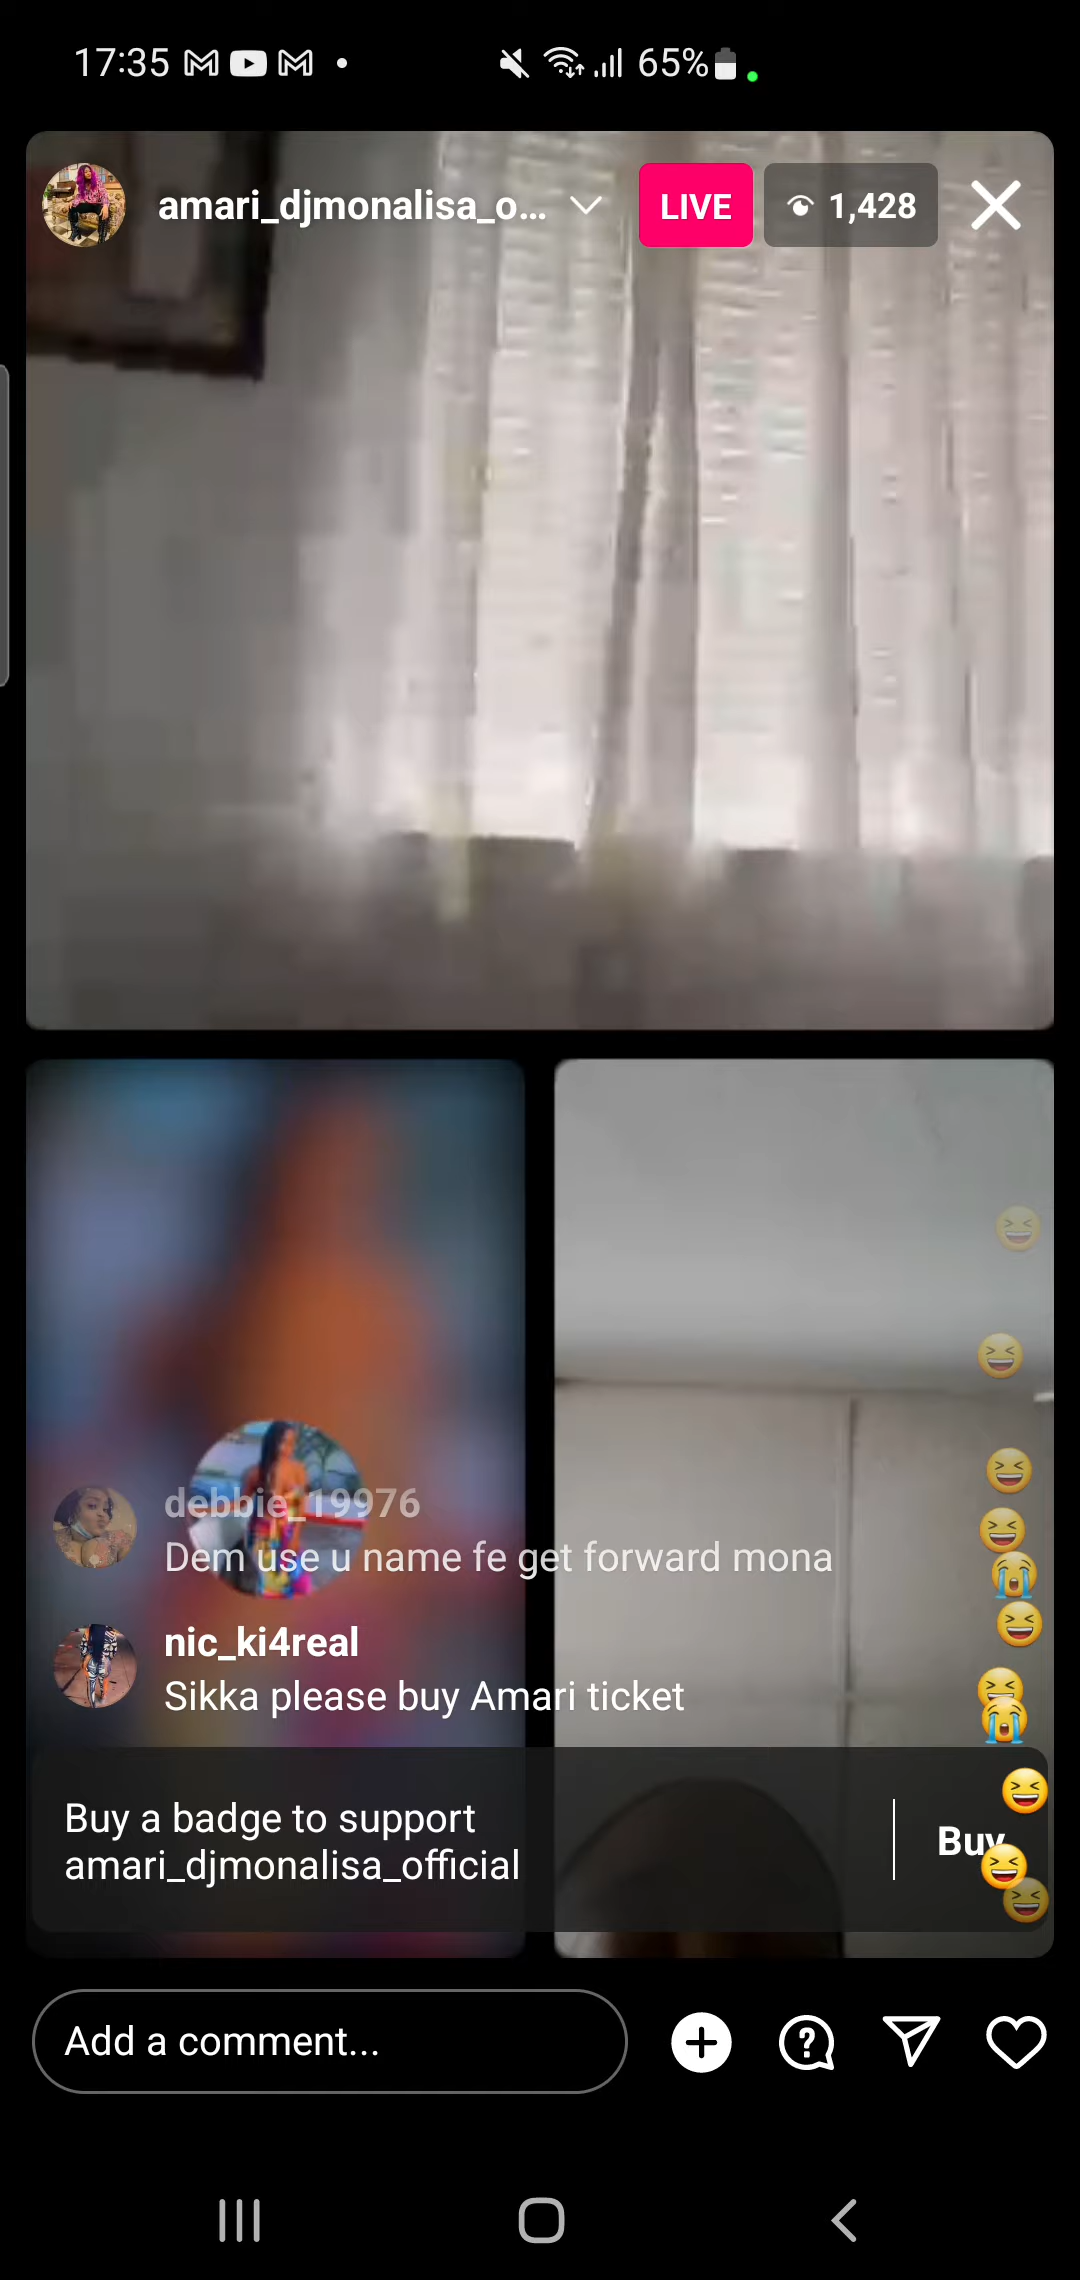 17:35
65%
amari_djmonalisa_o...
LIVE
1,428
debbie_19976
Dem use u name fe get forward mona
nic_ki4real
Sikka please buy Amari ticket
Buy a badge to support
amari_djmonalisa_official
Buy
Add a comment...